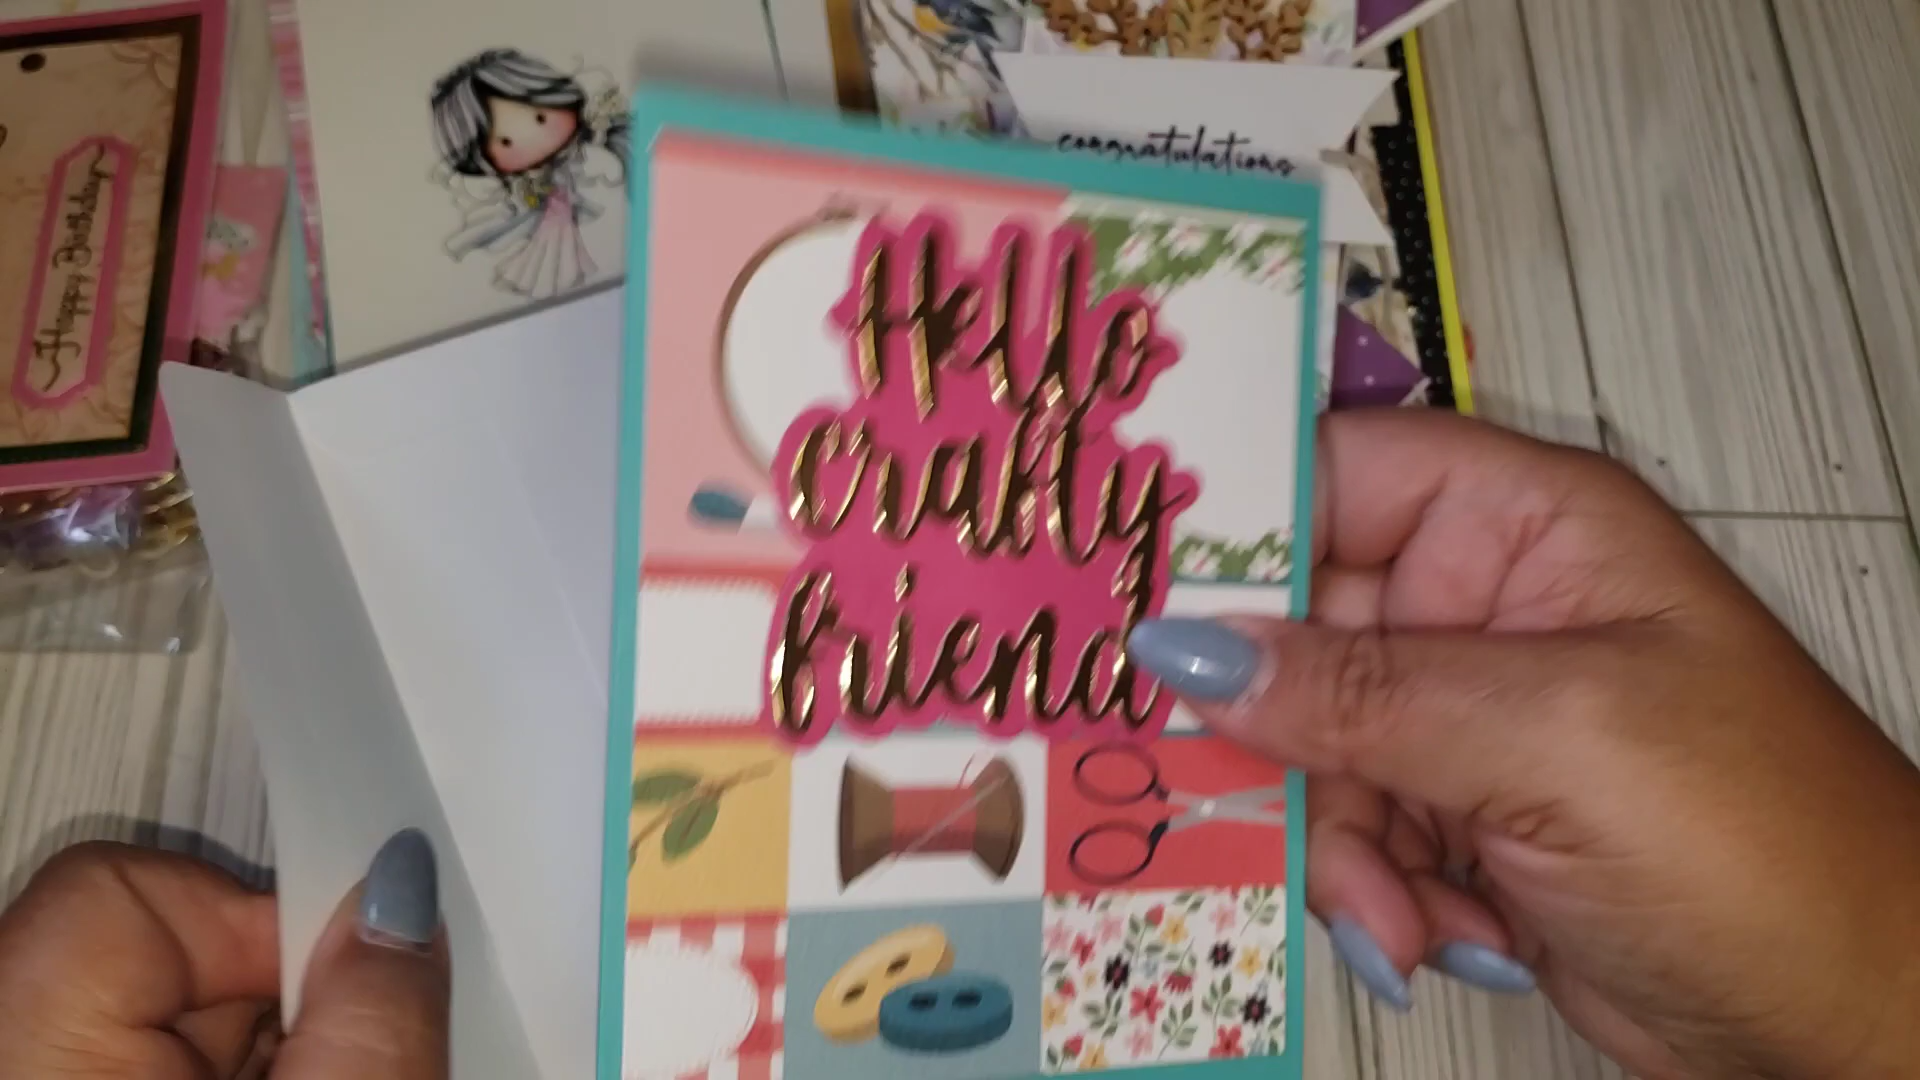 congratulations
Happy Birthday
Hello
crafty
friend